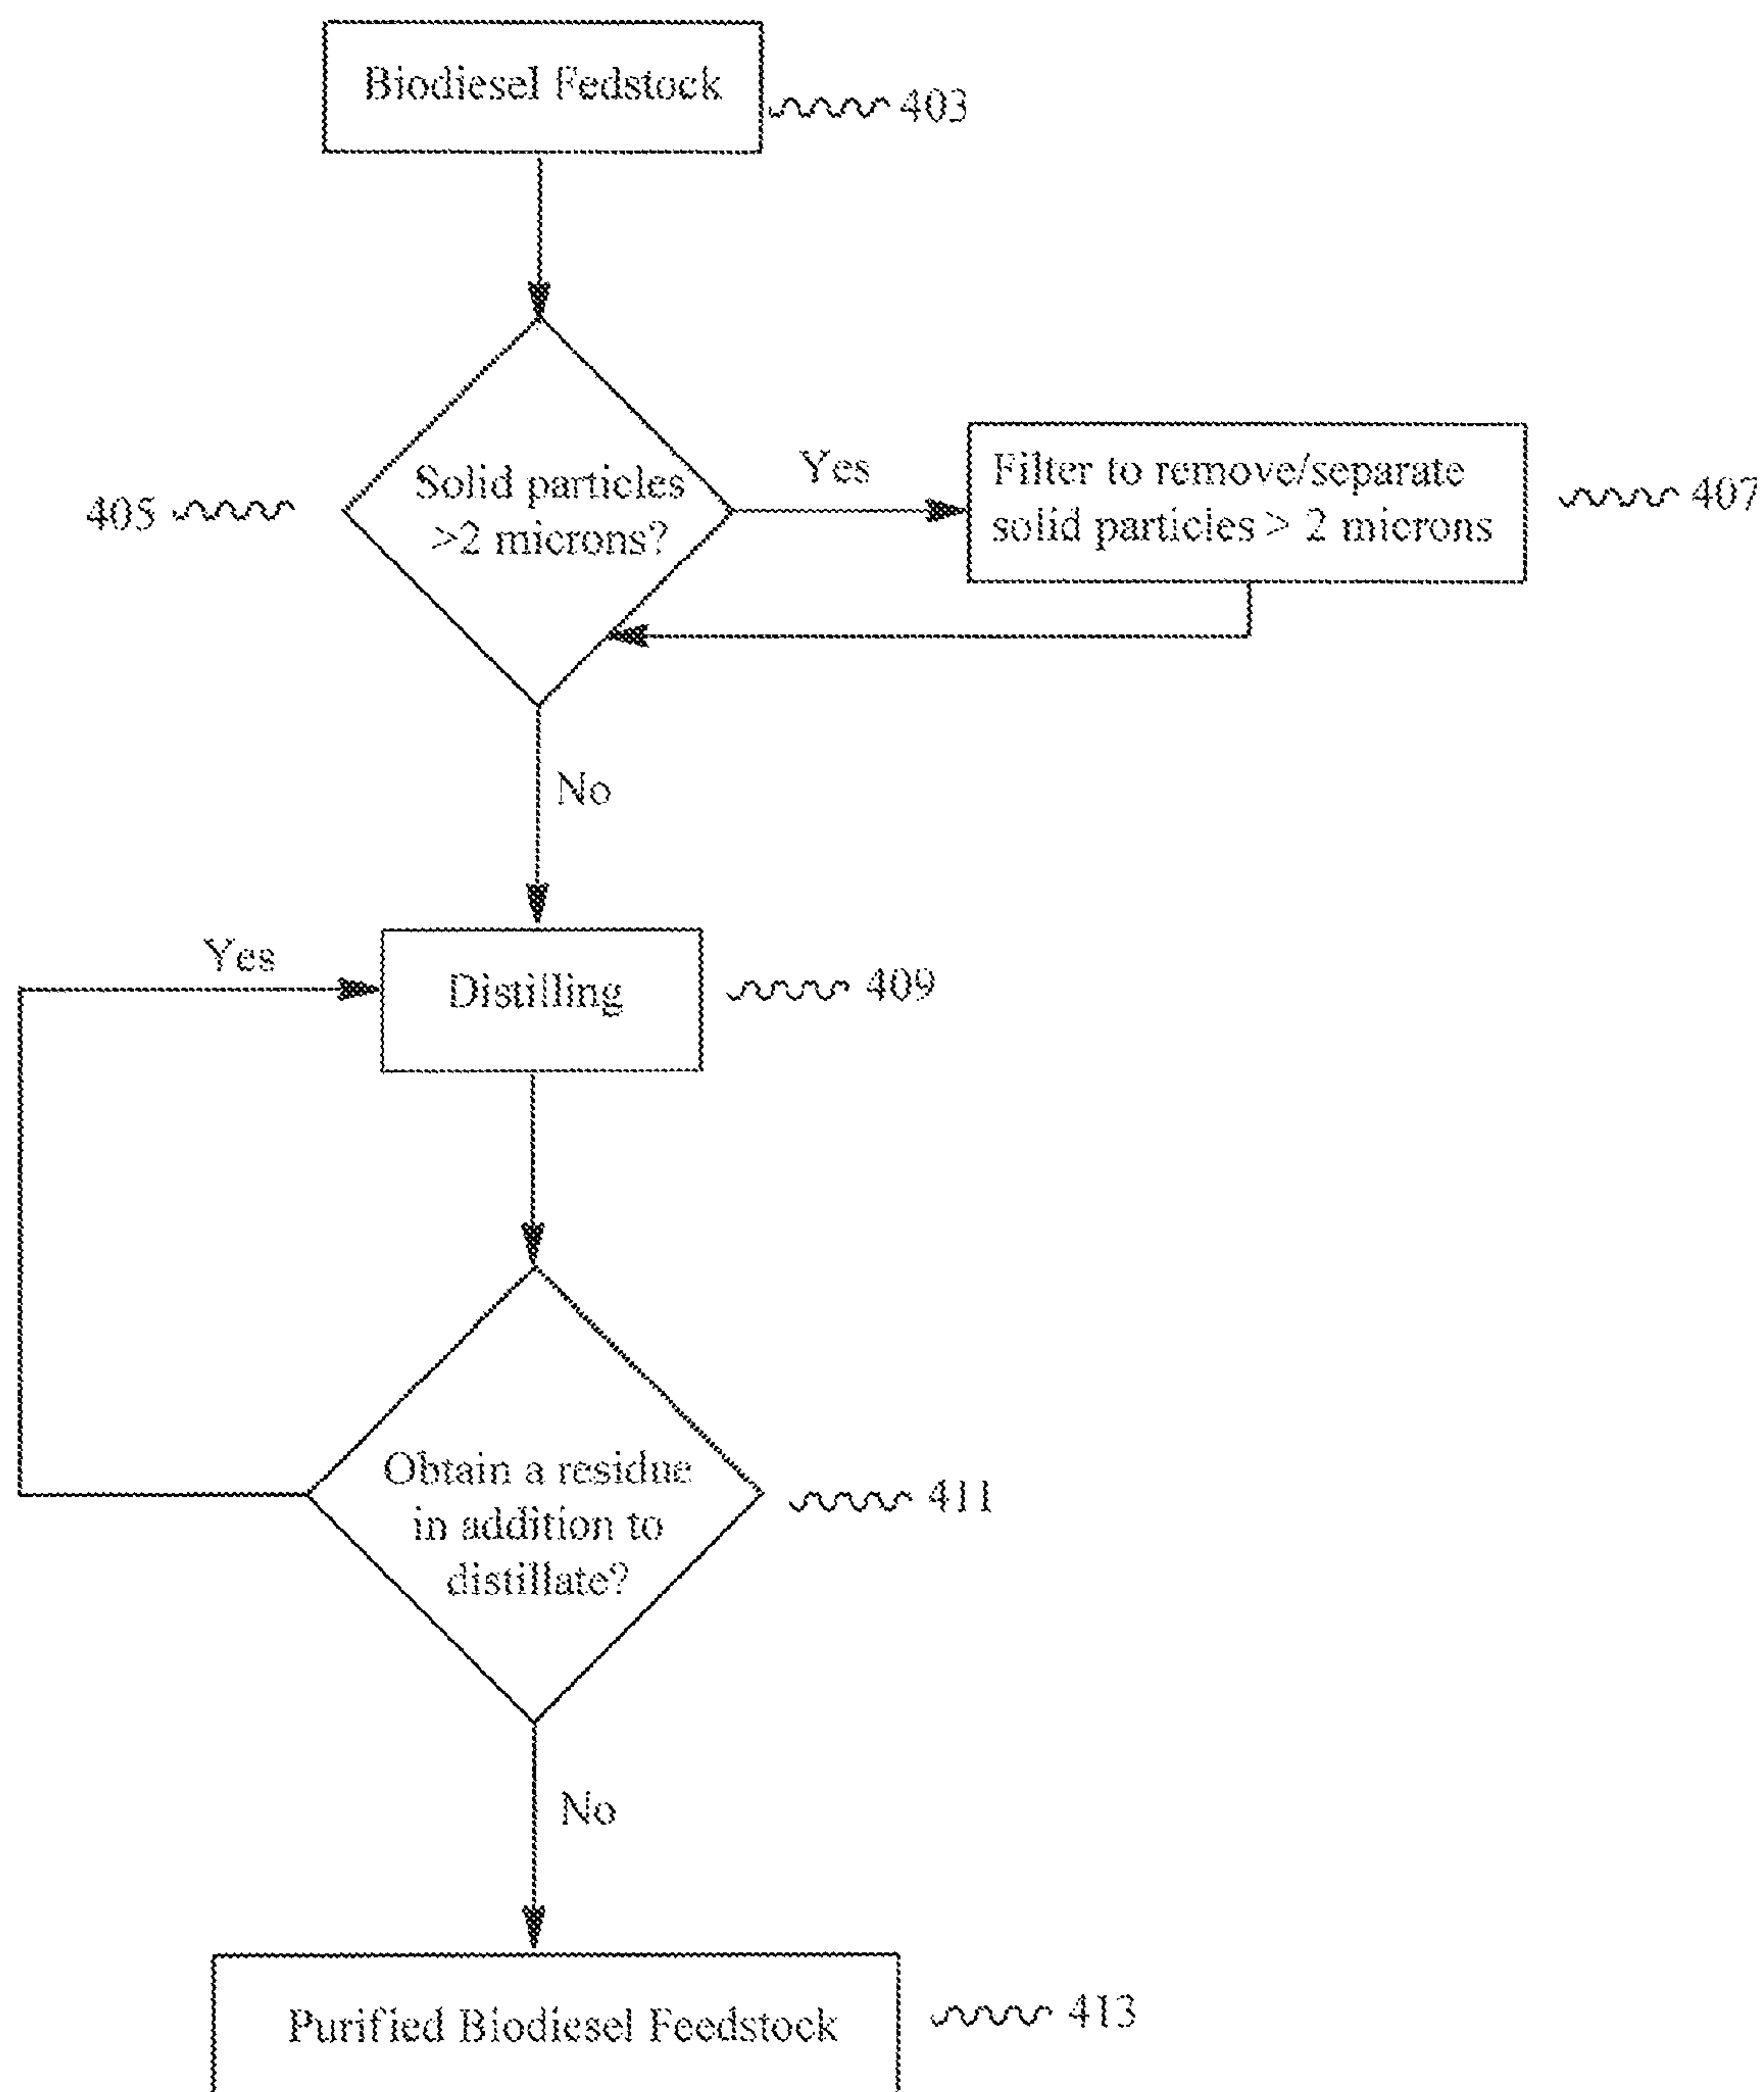 Biodiesel Fedstock
403
Solid particles
>2 microns?
405
Yes
Filter to remove/separate
solid particles > 2 microns
407
No
Yes
Distilling
409
Obtain a residue
in addition to
distillate?
411
No
Purified Biodiesel Feedstock
413